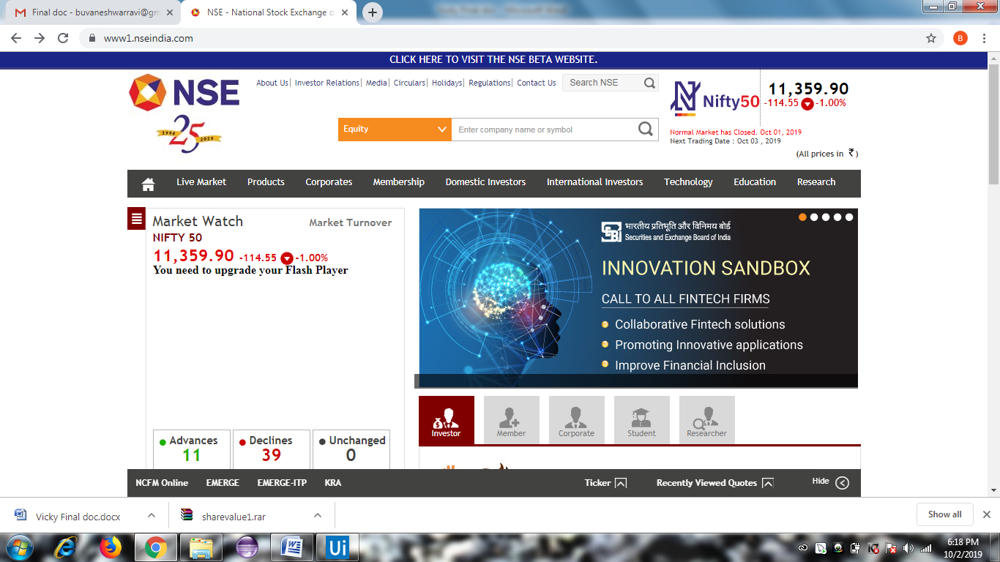 Final doc - buvaneshwarravi@gm
NSE - National Stock Exchange o
www1.nseindia.com
B
CLICK HERE TO VISIT THE NSE BETA WEBSITE.
NSE
1994 25 2019
About Us| Investor Relations| Media| Circulars| Holidays| Regulations| Contact Us
Search NSE
Equity
Enter company name or symbol
Nifty50
11,359.90
-114.55 -1.00%
Normal Market has Closed. Oct 01, 2019
Next Trading Date : Oct 03 , 2019
(All prices in ₹)
Live Market Products Corporates Membership Domestic Investors International Investors Technology Education Research
Market Watch Market Turnover
NIFTY 50
11,359.90 -114.55 -1.00%
You need to upgrade your Flash Player
Advances
11
Declines
39
Unchanged
0
भारतीय प्रतिभूति और विनिमय बोर्ड
Securities and Exchange Board of India
INNOVATION SANDBOX
CALL TO ALL FINTECH FIRMS
Collaborative Fintech solutions
Promoting Innovative applications
Improve Financial Inclusion
Investor Member Corporate Student Researcher
NCFM Online EMERGE EMERGE-ITP KRA Ticker Recently Viewed Quotes Hide
Vicky Final doc.docx
sharevalue1.rar
Show all
Ui
6:18 PM
10/2/2019